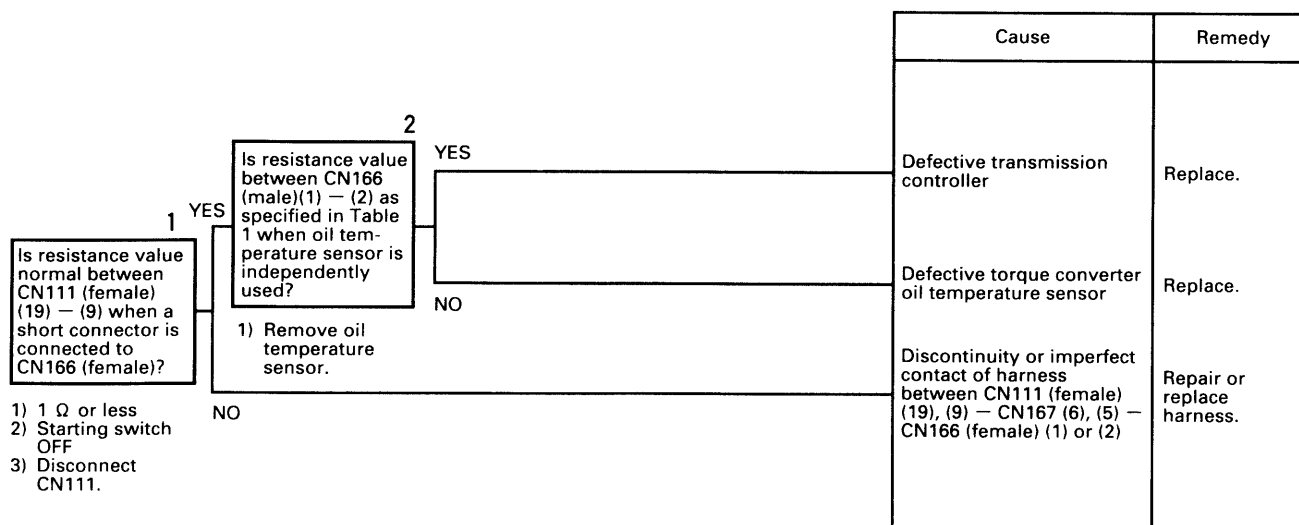 Cause
Remedy
1
Is resistance value
normal between
CN111 (female)
(19) — (9) when a
short connector is
connected to
CN166 (female)?
1) 1 Ω or less
2) Starting switch
OFF
3) Disconnect
CN111.
YES
NO
2
Is resistance value
between CN166
(male)(1) — (2) as
specified in Table
1 when oil tem-
perature sensor is
independently
used?
1) Remove oil
temperature
sensor.
YES
NO
Defective transmission
controller
Replace.
Defective torque converter
oil temperature sensor
Replace.
Discontinuity or imperfect
contact of harness
between CN111 (female)
(19), (9) — CN167 (6), (5) —
CN166 (female) (1) or (2)
Repair or
replace
harness.